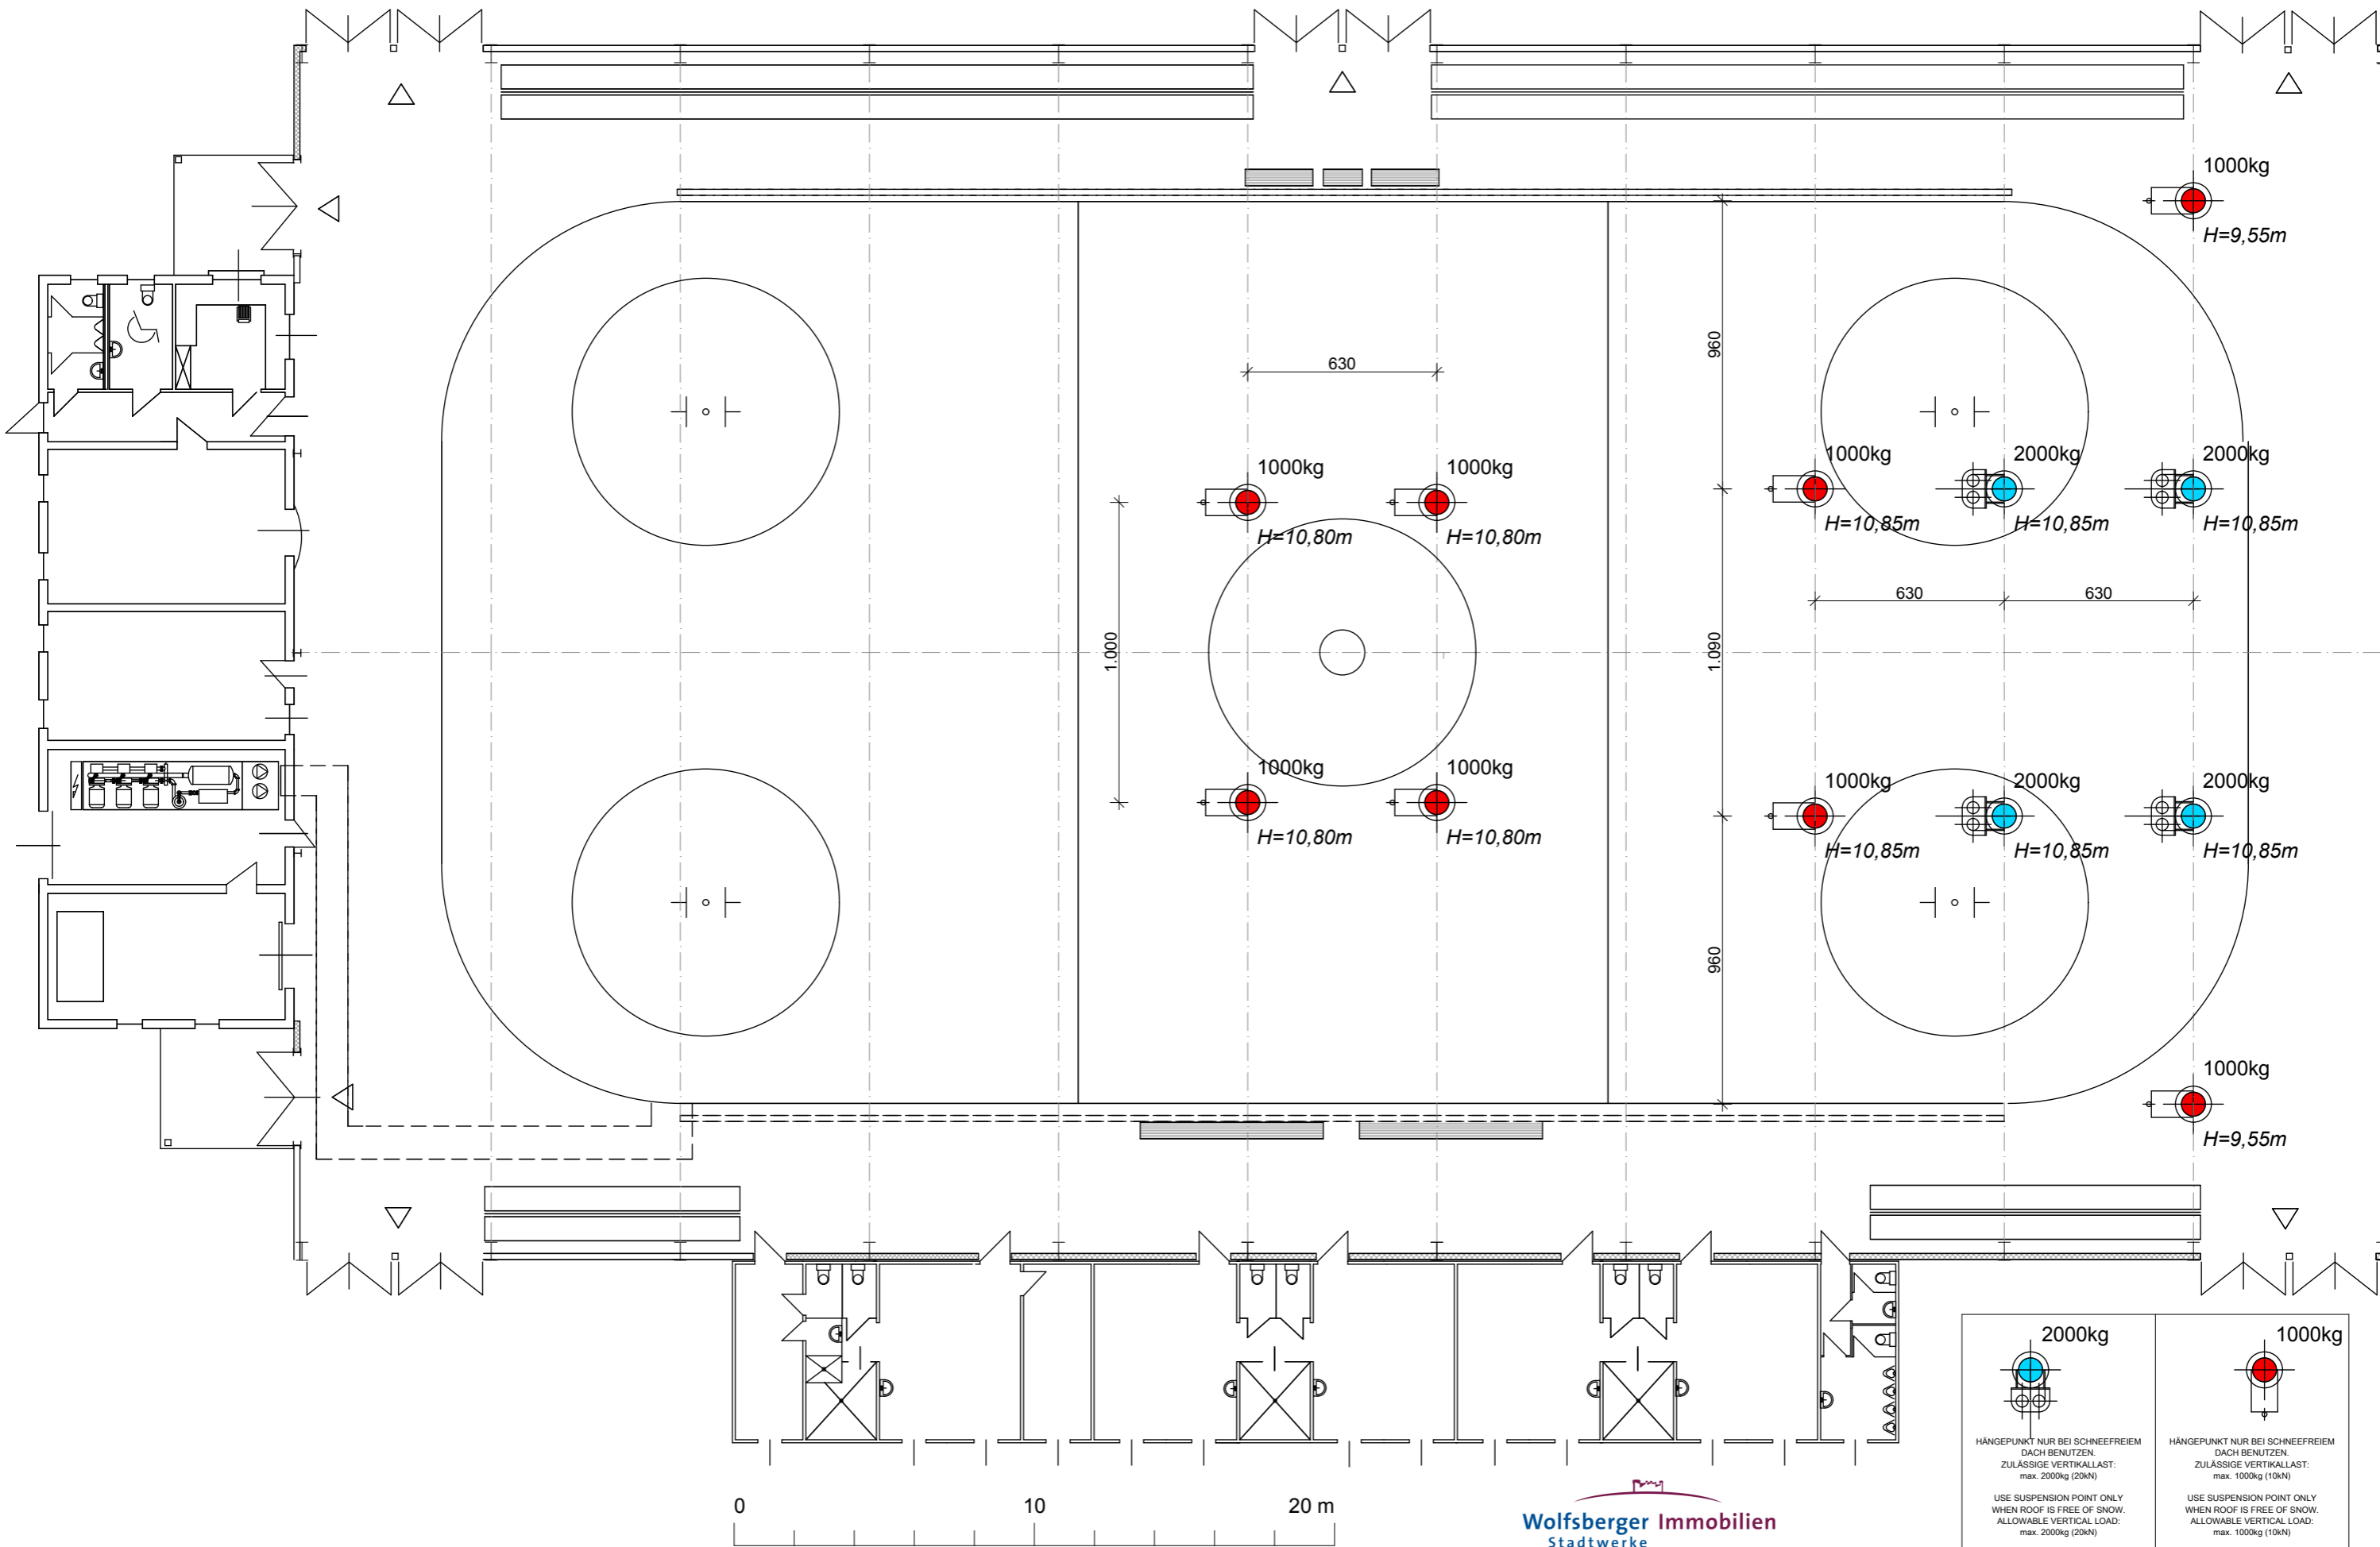 1000kg
H=9,55m
960
630
1000kg
1000kg
1000kg
2000kg
2000kg
H=10,80m
H=10,80m
H=10,85m
H=10,85m
H=10,85m
630
630
1.000
1.090
1000kg
1000kg
1000kg
2000kg
2000kg
H=10,80m
H=10,80m
H=10,85m
H=10,85m
H=10,85m
960
1000kg
H=9,55m
0
10
20 m
Wolfsberger Immobilien
Stadtwerke
2000kg
HÄNGEPUNKT NUR BEI SCHNEEFREIEM
DACH BENUTZEN.
ZULÄSSIGE VERTIKALLAST:
max. 2000kg (20kN)
USE SUSPENSION POINT ONLY
WHEN ROOF IS FREE OF SNOW.
ALLOWABLE VERTICAL LOAD:
max. 2000kg (20kN)
1000kg
HÄNGEPUNKT NUR BEI SCHNEEFREIEM
DACH BENUTZEN.
ZULÄSSIGE VERTIKALLAST:
max. 1000kg (10kN)
USE SUSPENSION POINT ONLY
WHEN ROOF IS FREE OF SNOW.
ALLOWABLE VERTICAL LOAD:
max. 1000kg (10kN)